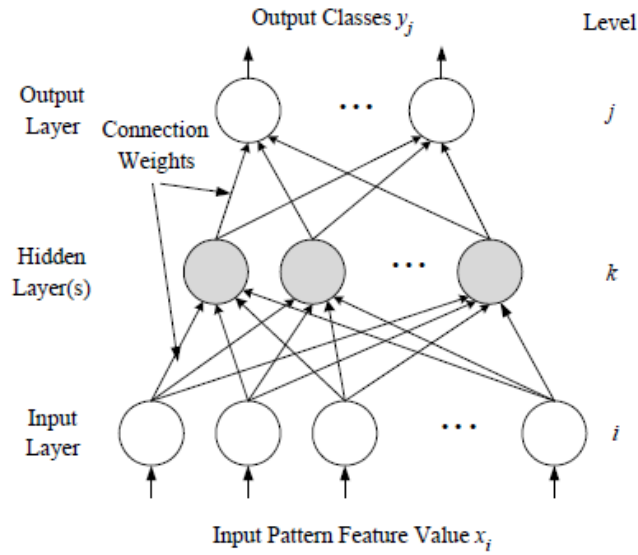 Output Classes y_j
Level
Output
Layer
...
j
Connection
Weights
Hidden
Layer(s)
...
k
Input
Layer
...
i
Input Pattern Feature Value x_i